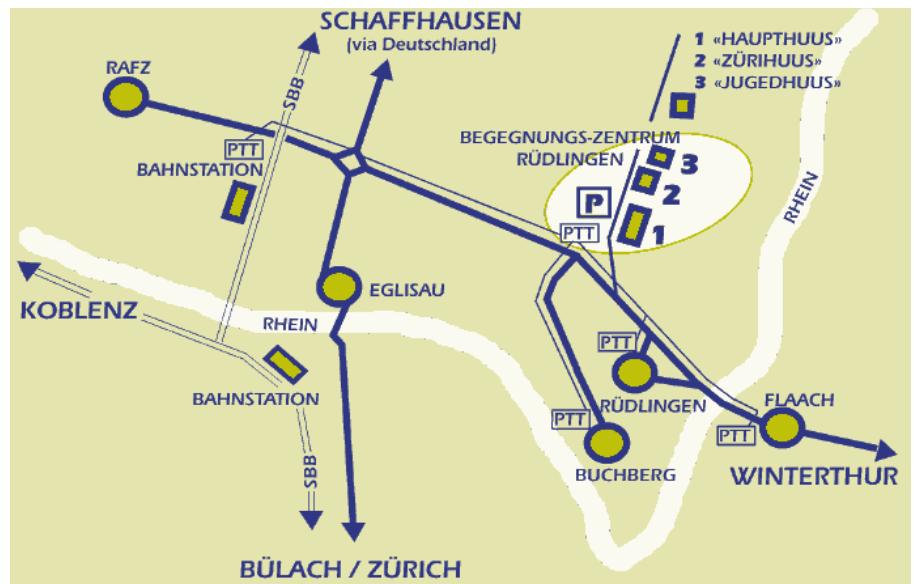 SCHAFFHAUSEN
(via Deutschland)
1 «HAUPTHUUS»
2 «ZÜRIHUUS»
3 «JUGEDHUUS»
RAFZ
SBB
PTT
BAHNSTATION
BEGEGNUNGS-ZENTRUM
RÜDLINGEN
3
2
P
1
PTT
RHEIN
KOBLENZ
EGLISAU
RHEIN
BAHNSTATION
SBB
PTT
RÜDLINGEN
FLAACH
PTT
PTT
BUCHBERG
WINTERTHUR
BÜLACH / ZÜRICH